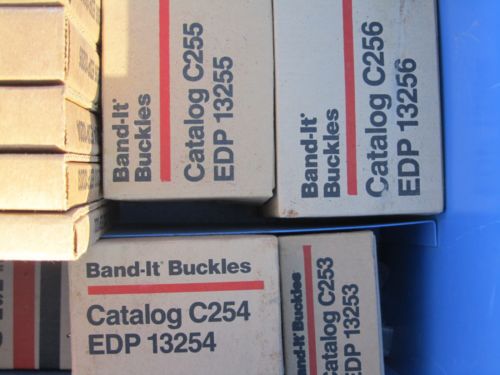 Band-It®
Buckles
Catalog C255
EDP 13255
Band-It®
Buckles
Catalog C256
EDP 13256
Band-It® Buckles
Catalog C254
EDP 13254
Band-It® Buckles
Catalog C253
EDP 13253